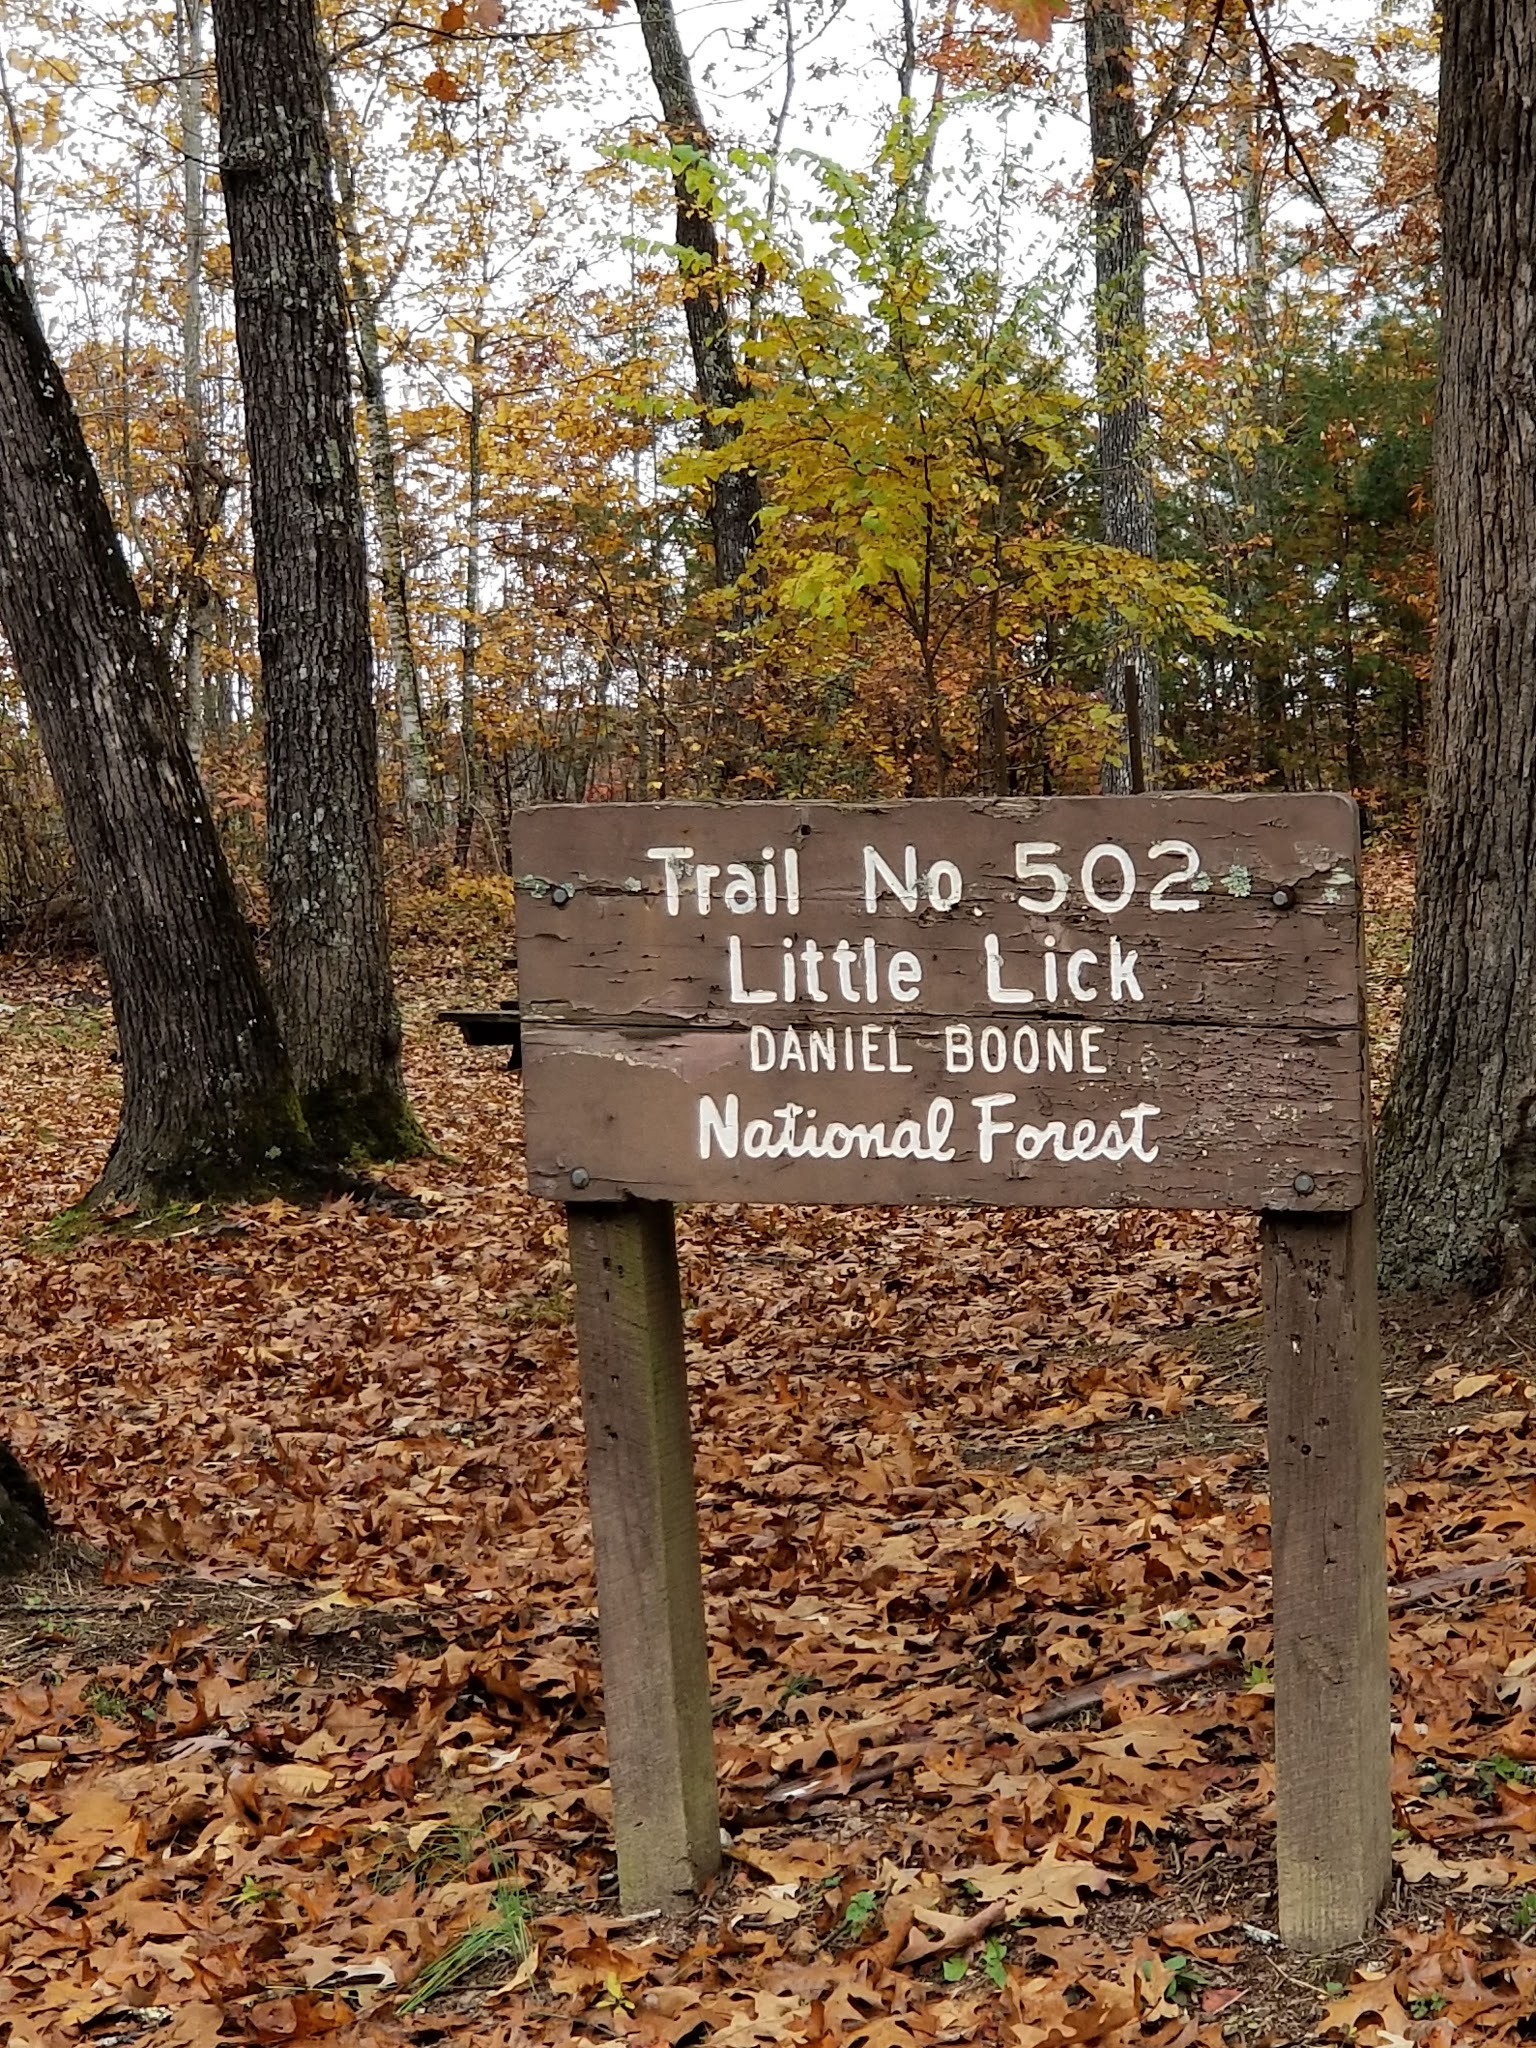 Trail No 502
Little Lick
DANIEL BOONE
National Forest